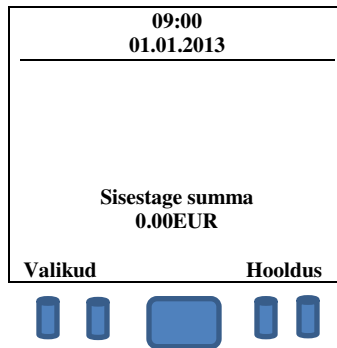 09:00
01.01.2013
Sisestage summa
0.00EUR
Valikud Hooldus